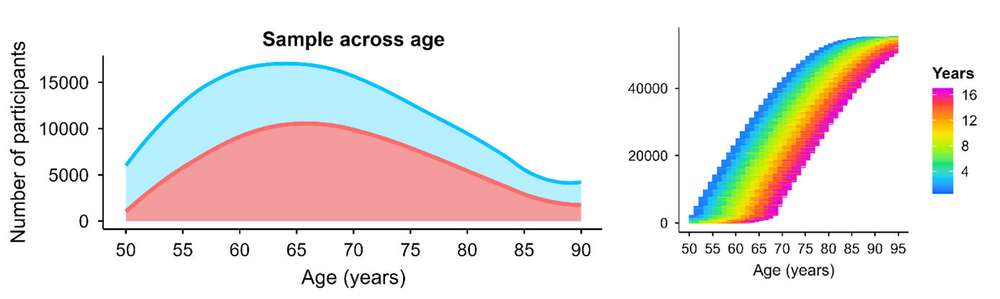 Sample across age
Number of participants
15000
10000
5000
0
50 55 60 65 70 75 80 85 90
Age (years)
40000
20000
0
50 55 60 65 70 75 80 85 90 95
Age (years)
Years
16
12
8
4